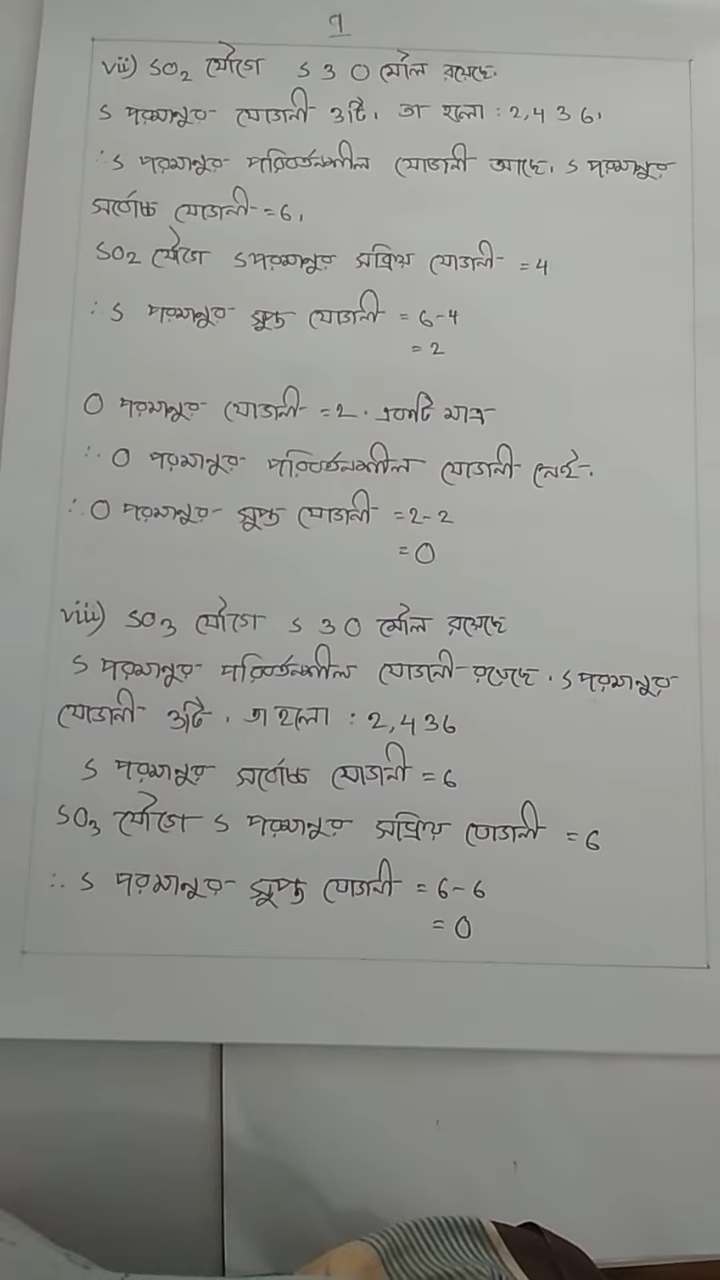 ৭
vii) SO₂ যৌগে S ও O মৌল রয়েছে.
S পরমানুর যোজনী ৩টি. তা হলো : 2,4 ও 6.
∴ S পরমানুর পরিবর্তনশীল যোজনী আছে. S পরমানুর
সর্বোচ্চ যোজনী = 6.
SO₂ যৌগে S পরমানুর সক্রিয় যোজনী = 4
∴ S পরমানুর সুপ্ত যোজনী = 6-4
= 2
O পরমানুর যোজনী = 2. একটি মাত্র
∴ O পরমানুর পরিবর্তনশীল যোজনী নেই.
∴ O পরমানুর সুপ্ত যোজনী = 2-2
= 0
viii) SO₃ যৌগে S ও O মৌল রয়েছে
S পরমানুর পরিবর্তনশীল যোজনী রয়েছে. S পরমানুর
যোজনী ৩টি. তা হলো : 2,4 ও 6
S পরমানুর সর্বোচ্চ যোজনী = 6
SO₃ যৌগে S পরমানুর সক্রিয় যোজনী = 6
∴ S পরমানুর সুপ্ত যোজনী = 6-6
= 0